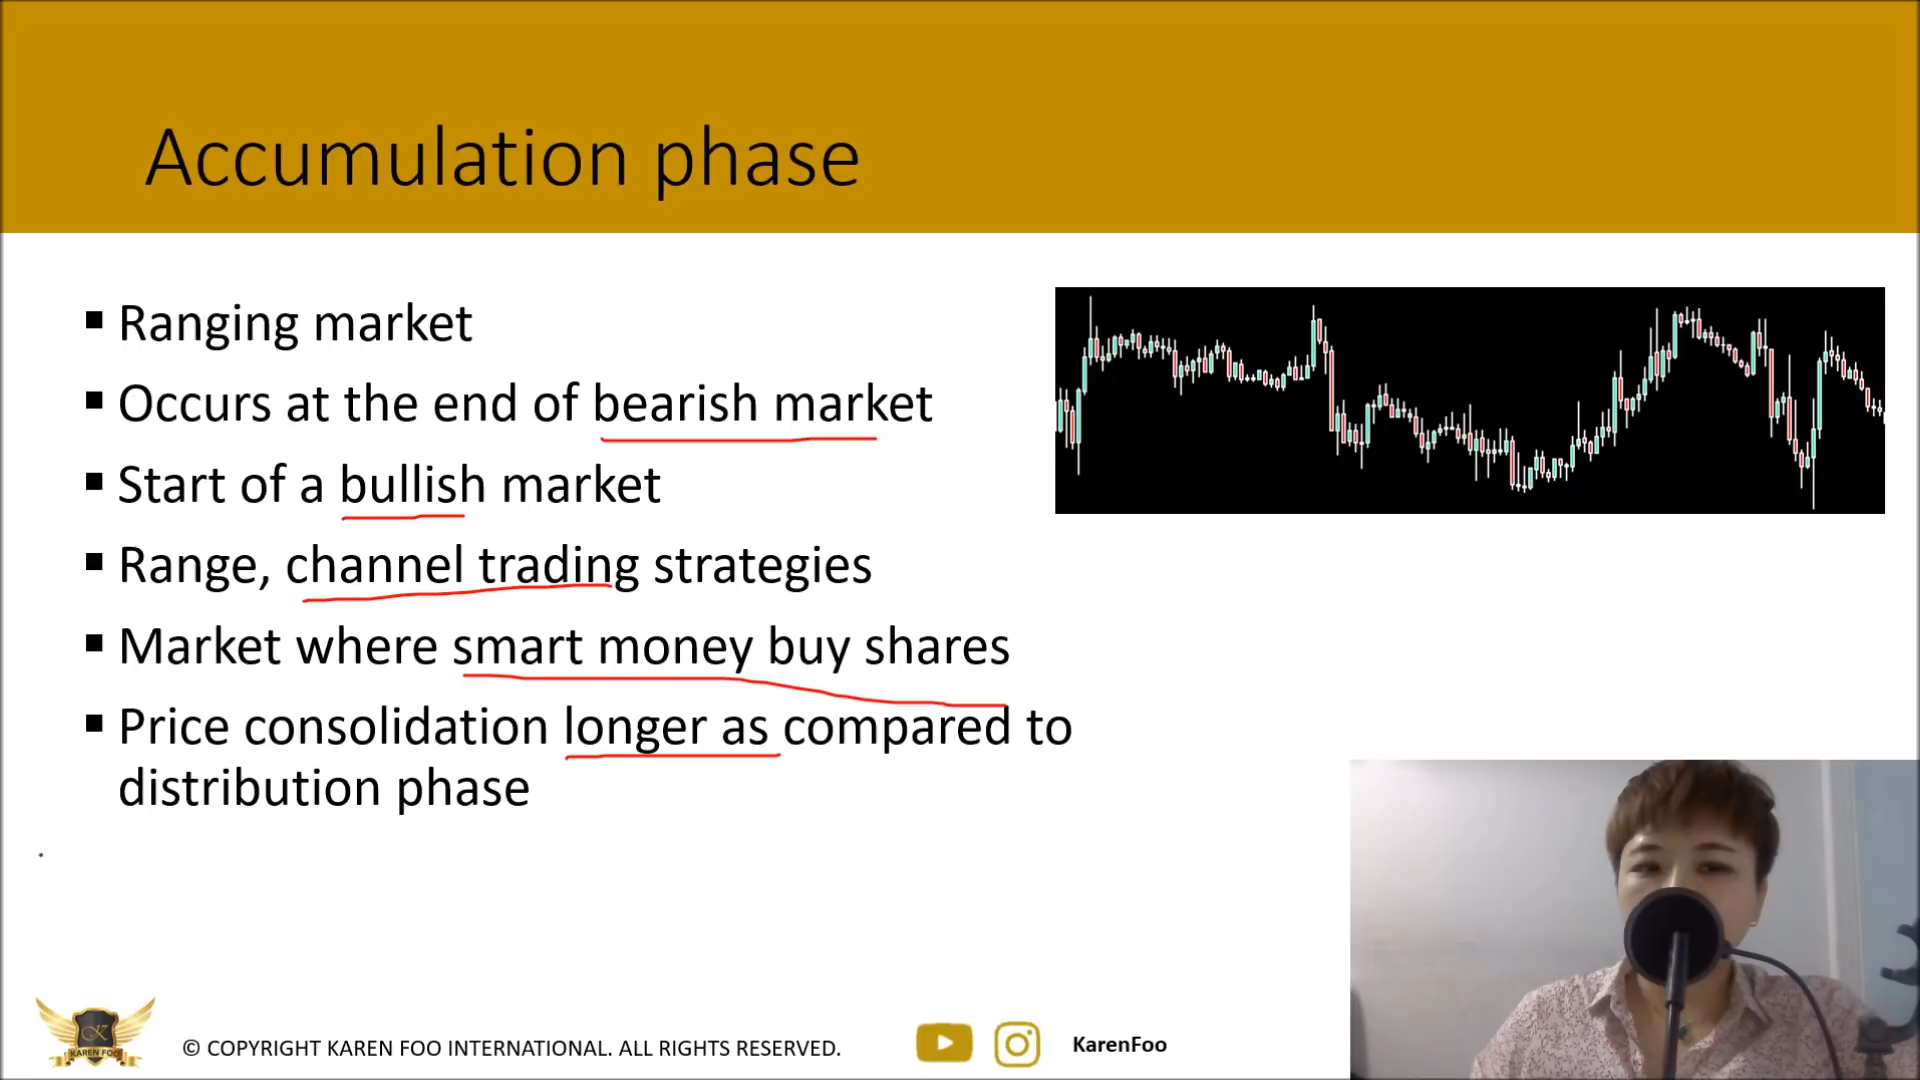 Accumulation phase
Ranging market
Occurs at the end of bearish market
Start of a bullish market
Range, channel trading strategies
Market where smart money buy shares
Price consolidation longer as compared to
distribution phase
K
KAREN FOO
© COPYRIGHT KAREN FOO INTERNATIONAL. ALL RIGHTS RESERVED.
KarenFoo